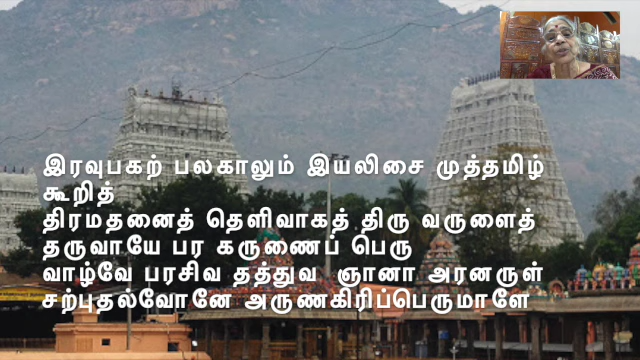 இரவுபகற் பலகாலும் இயலிசை முத்தமிழ்
கூறித்
திரமதனைத் தெளிவாகத் திரு வருளைத்
தருவாயே பர கருணைப் பெரு
வாழ்வே பரசிவ தத்துவ ஞானா அரனருள்
சற்புதல்வோனே அருணகிரிப்பெருமாளே